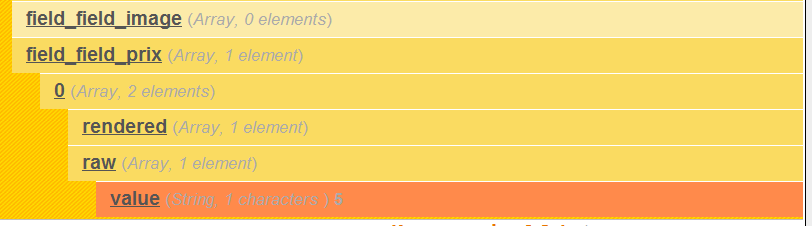 field_field_image (Array, 0 elements)
field_field_prix (Array, 1 element)
0 (Array, 2 elements)
rendered (Array, 1 element)
raw (Array, 1 element)
value (String, 1 characters ) 5